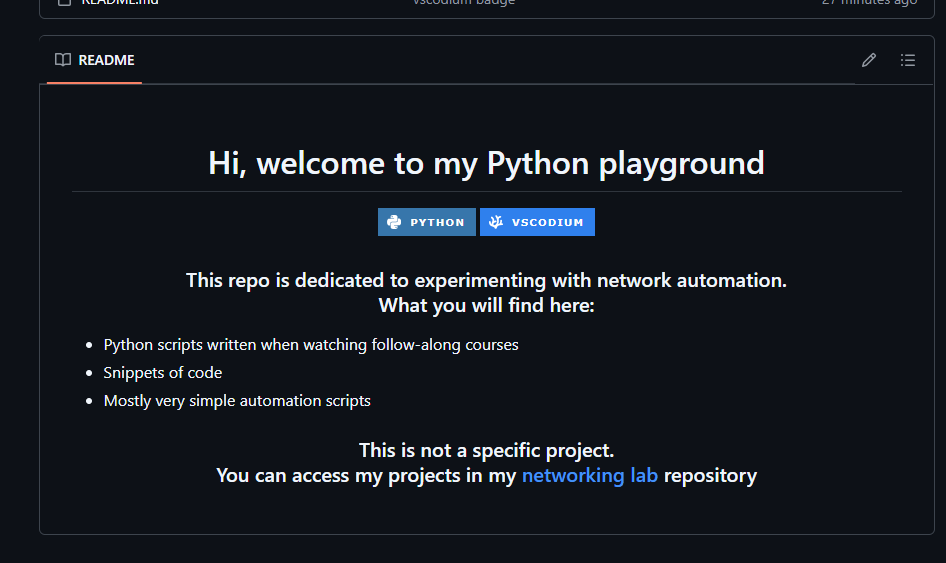 README.md vscodium badge 27 minutes ago
README
Hi, welcome to my Python playground
PYTHON VSCODIUM
This repo is dedicated to experimenting with network automation.
What you will find here:
Python scripts written when watching follow-along courses
Snippets of code
Mostly very simple automation scripts
This is not a specific project.
You can access my projects in my networking lab repository